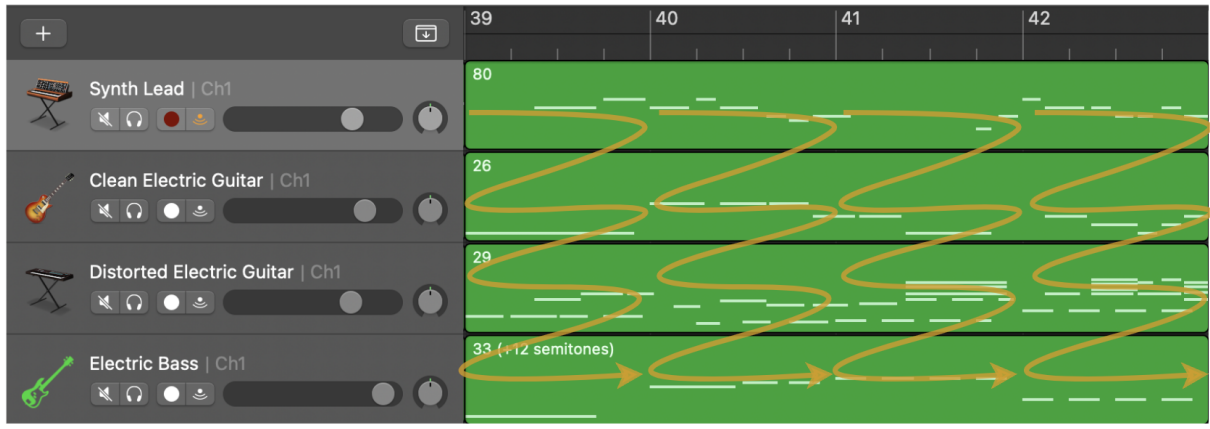 39 40 41 42
Synth Lead | Ch1
80
Clean Electric Guitar | Ch1
26
Distorted Electric Guitar | Ch1
29
Electric Bass | Ch1
33 (+12 semitones)